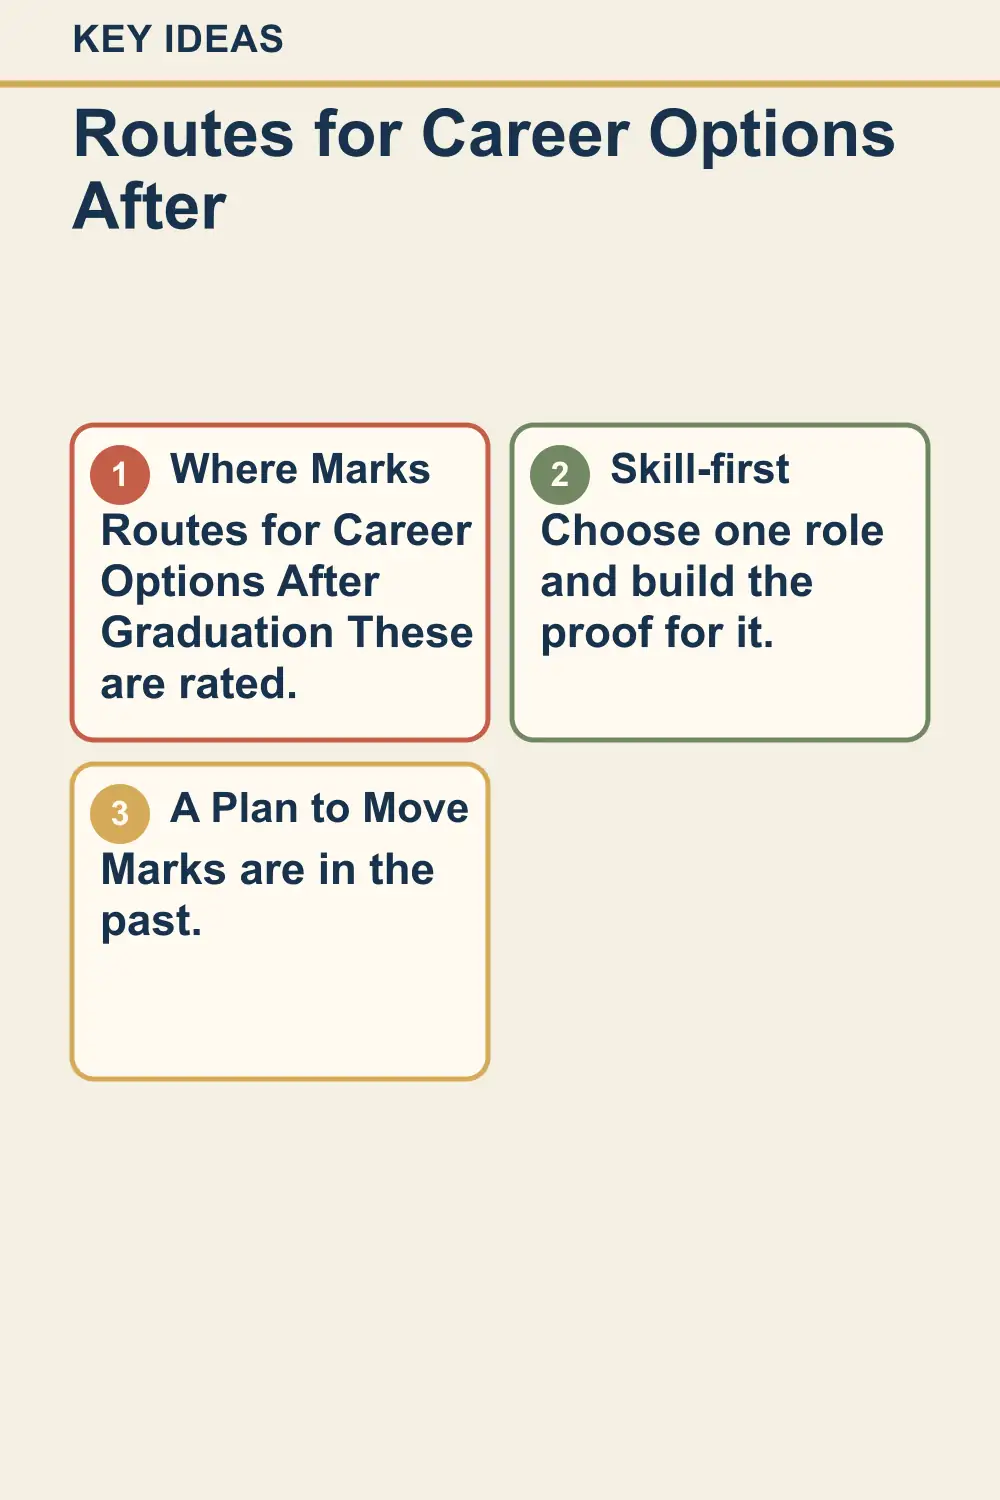 KEY IDEAS
Routes for Career Options
After
1 Where Marks
Routes for Career
Options After
Graduation These
are rated.
2 Skill-first
Choose one role
and build the
proof for it.
3 A Plan to Move
Marks are in the
past.